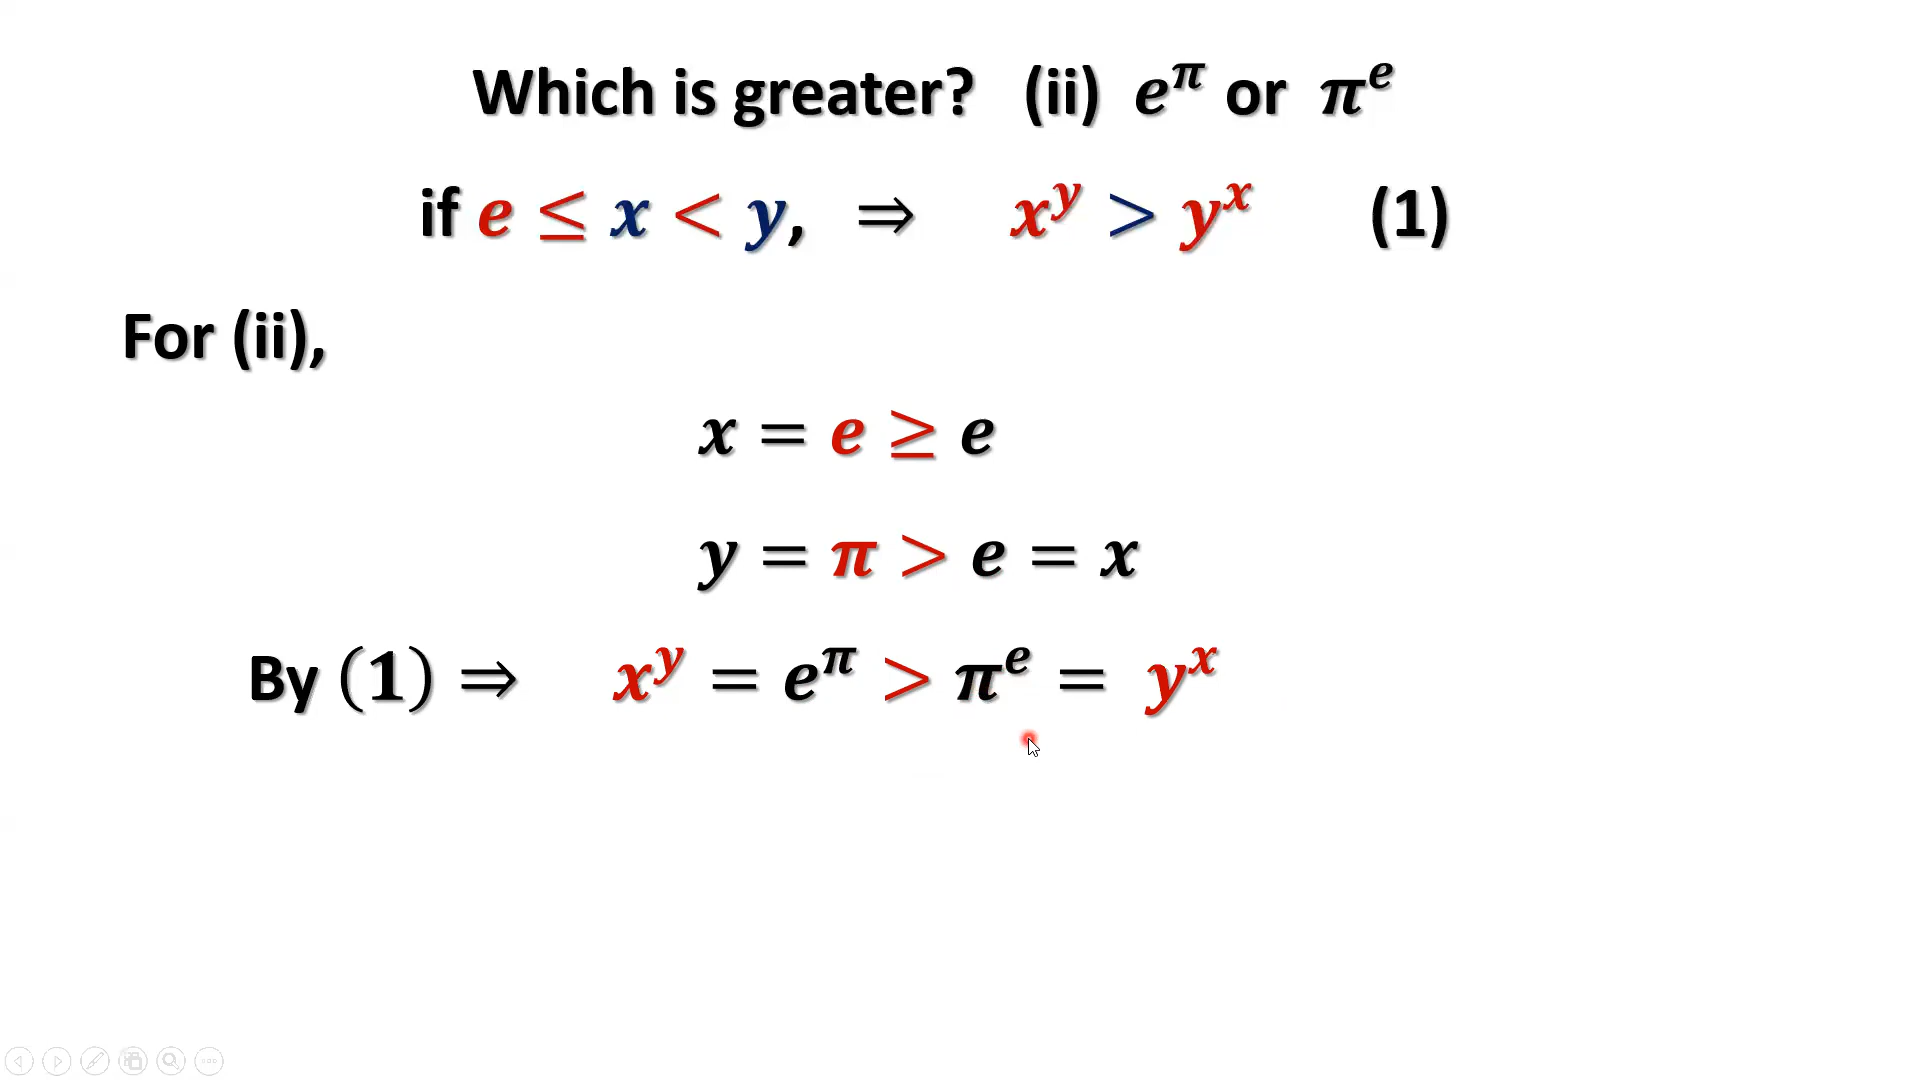 Which is greater? (ii) e^π or π^e
if e ≤ x < y, ⇒ x^y > y^x (1)
For (ii),
x = e ≥ e
y = π > e = x
By (1) ⇒ x^y = e^π > π^e = y^x